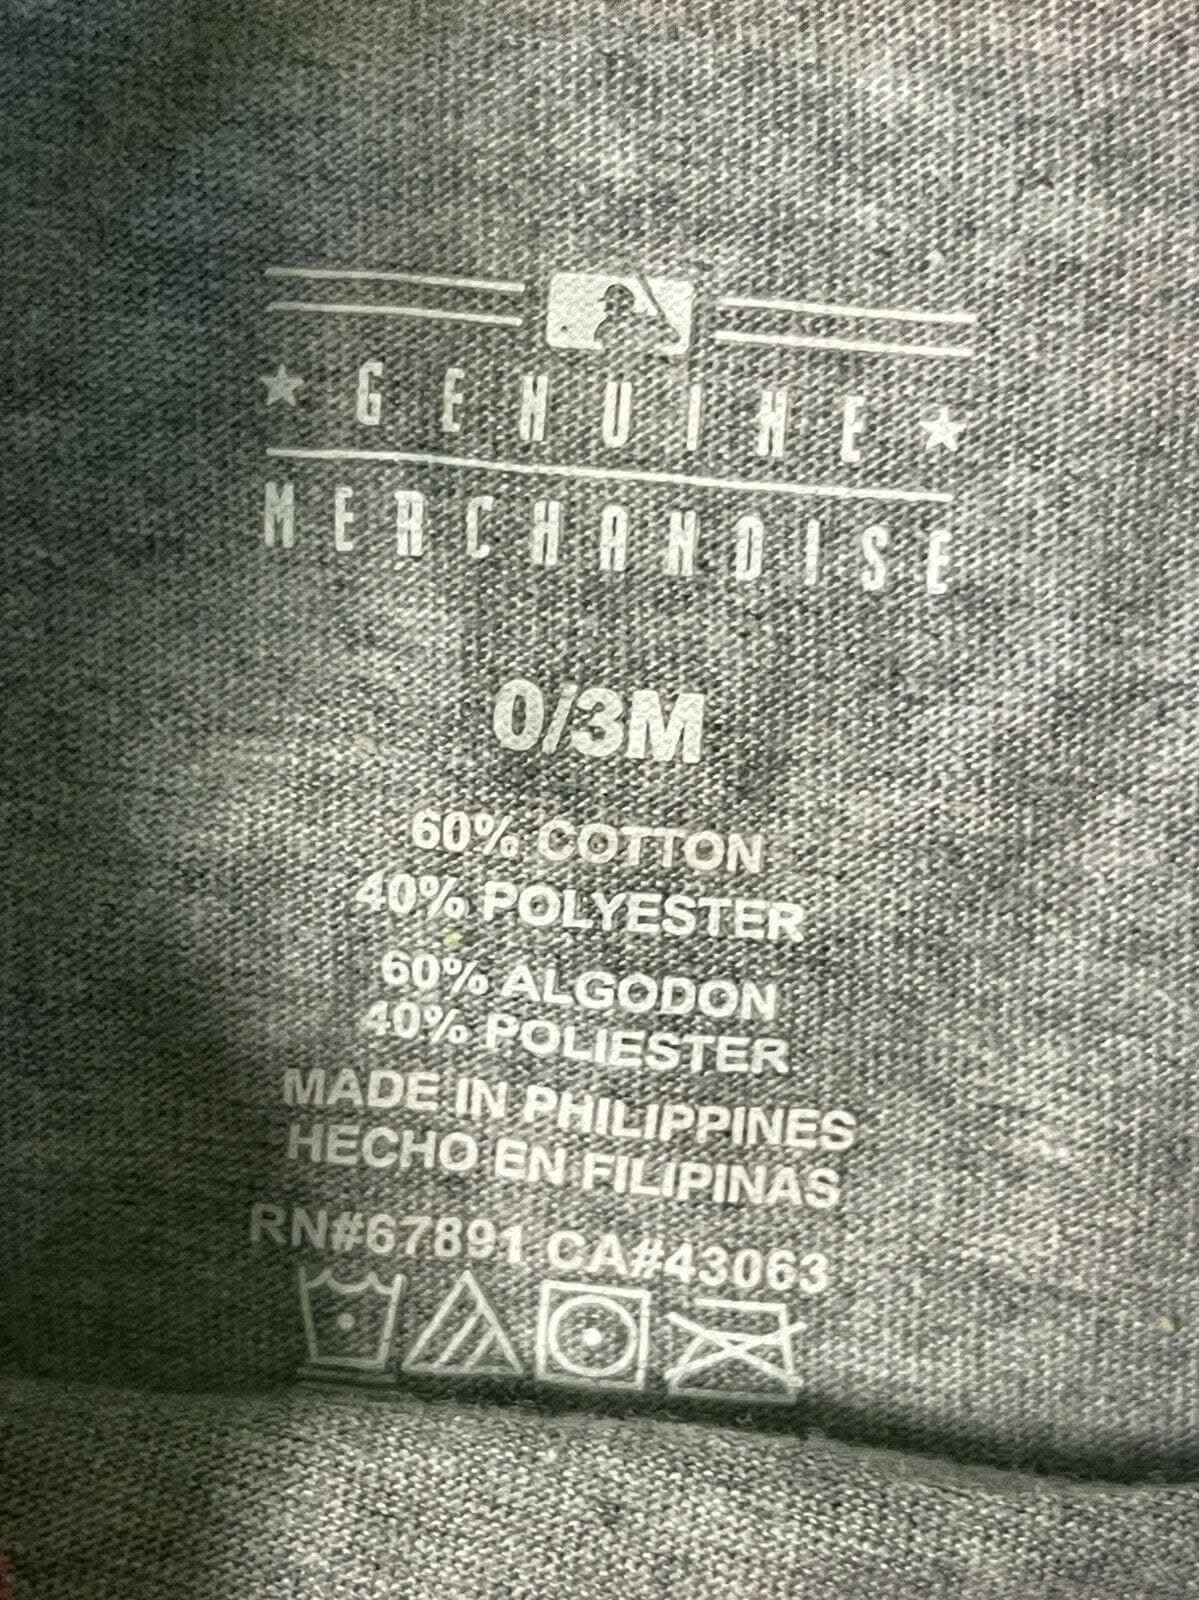 GENUINE
MERCHANDISE
0/3M
60% COTTON
40% POLYESTER
60% ALGODON
40% POLIESTER
MADE IN PHILIPPINES
HECHO EN FILIPINAS
RN#67891 CA#43063